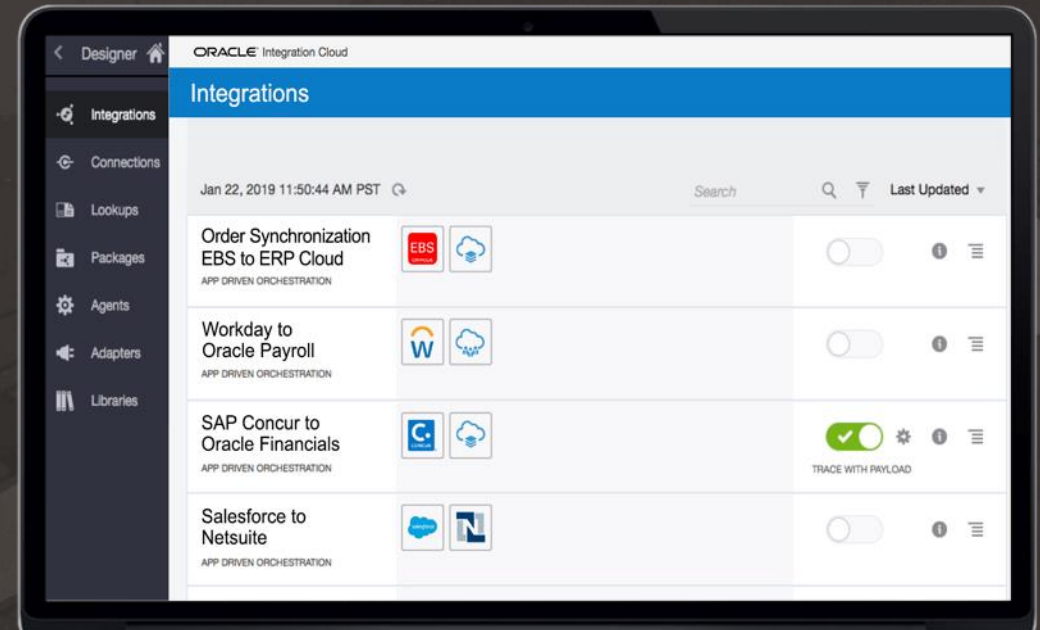 Designer
ORACLE Integration Cloud
Integrations
Integrations
Connections
Lookups
Packages
Agents
Adapters
Libraries
Jan 22, 2019 11:50:44 AM PST
Search
Last Updated
Order Synchronization
EBS to ERP Cloud
APP DRIVEN ORCHESTRATION
EBS
ORACLE
Workday to
Oracle Payroll
APP DRIVEN ORCHESTRATION
W
SAP Concur to
Oracle Financials
APP DRIVEN ORCHESTRATION
C.
CONCUR
TRACE WITH PAYLOAD
Salesforce to
Netsuite
APP DRIVEN ORCHESTRATION
salesforce
N